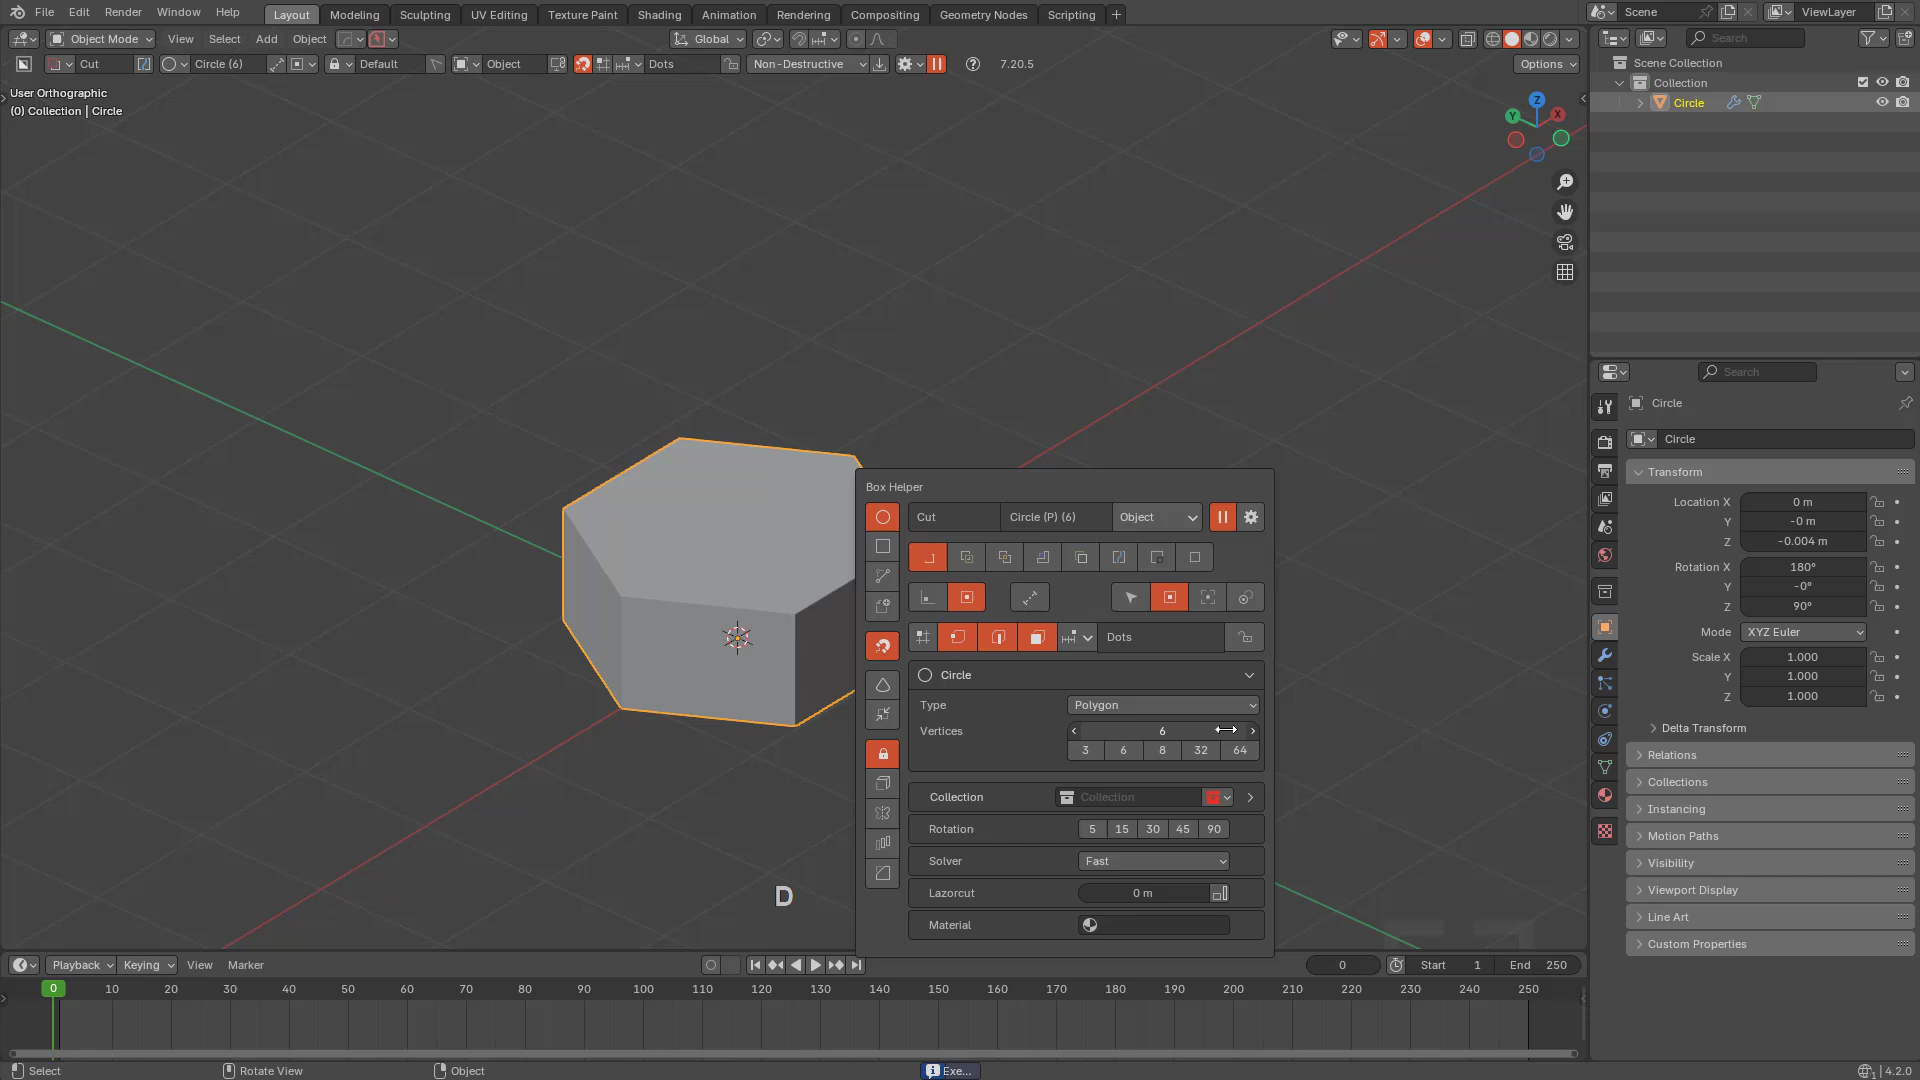 File Edit Render Window Help Layout Modeling Sculpting UV Editing Texture Paint Shading Animation Rendering Compositing Geometry Nodes Scripting + Scene ViewLayer
Object Mode View Select Add Object Global Search
Cut Circle (6) Default Object Dots Non-Destructive 7.20.5 Options
Scene Collection
Collection
Circle
User Orthographic
(0) Collection | Circle
Z
Y
X
Search
Circle
Circle
Transform
Location X 0 m
Y -0 m
Z -0.004 m
Rotation X 180°
Y -0°
Z 90°
Mode XYZ Euler
Scale X 1.000
Y 1.000
Z 1.000
Delta Transform
Relations
Collections
Instancing
Motion Paths
Visibility
Viewport Display
Line Art
Custom Properties
Box Helper
Cut Circle (P) (6) Object
Dots
Circle
Type Polygon
Vertices 6
3 6 8 32 64
Collection Collection
Rotation 5 15 30 45 90
Solver Fast
Lazorcut 0 m
Material
D
Playback Keying View Marker 0 Start 1 End 250
0 10 20 30 40 50 60 70 80 90 100 110 120 130 140 150 160 170 180 190 200 210 220 230 240 250
Select Rotate View Object Exe... 4.2.0